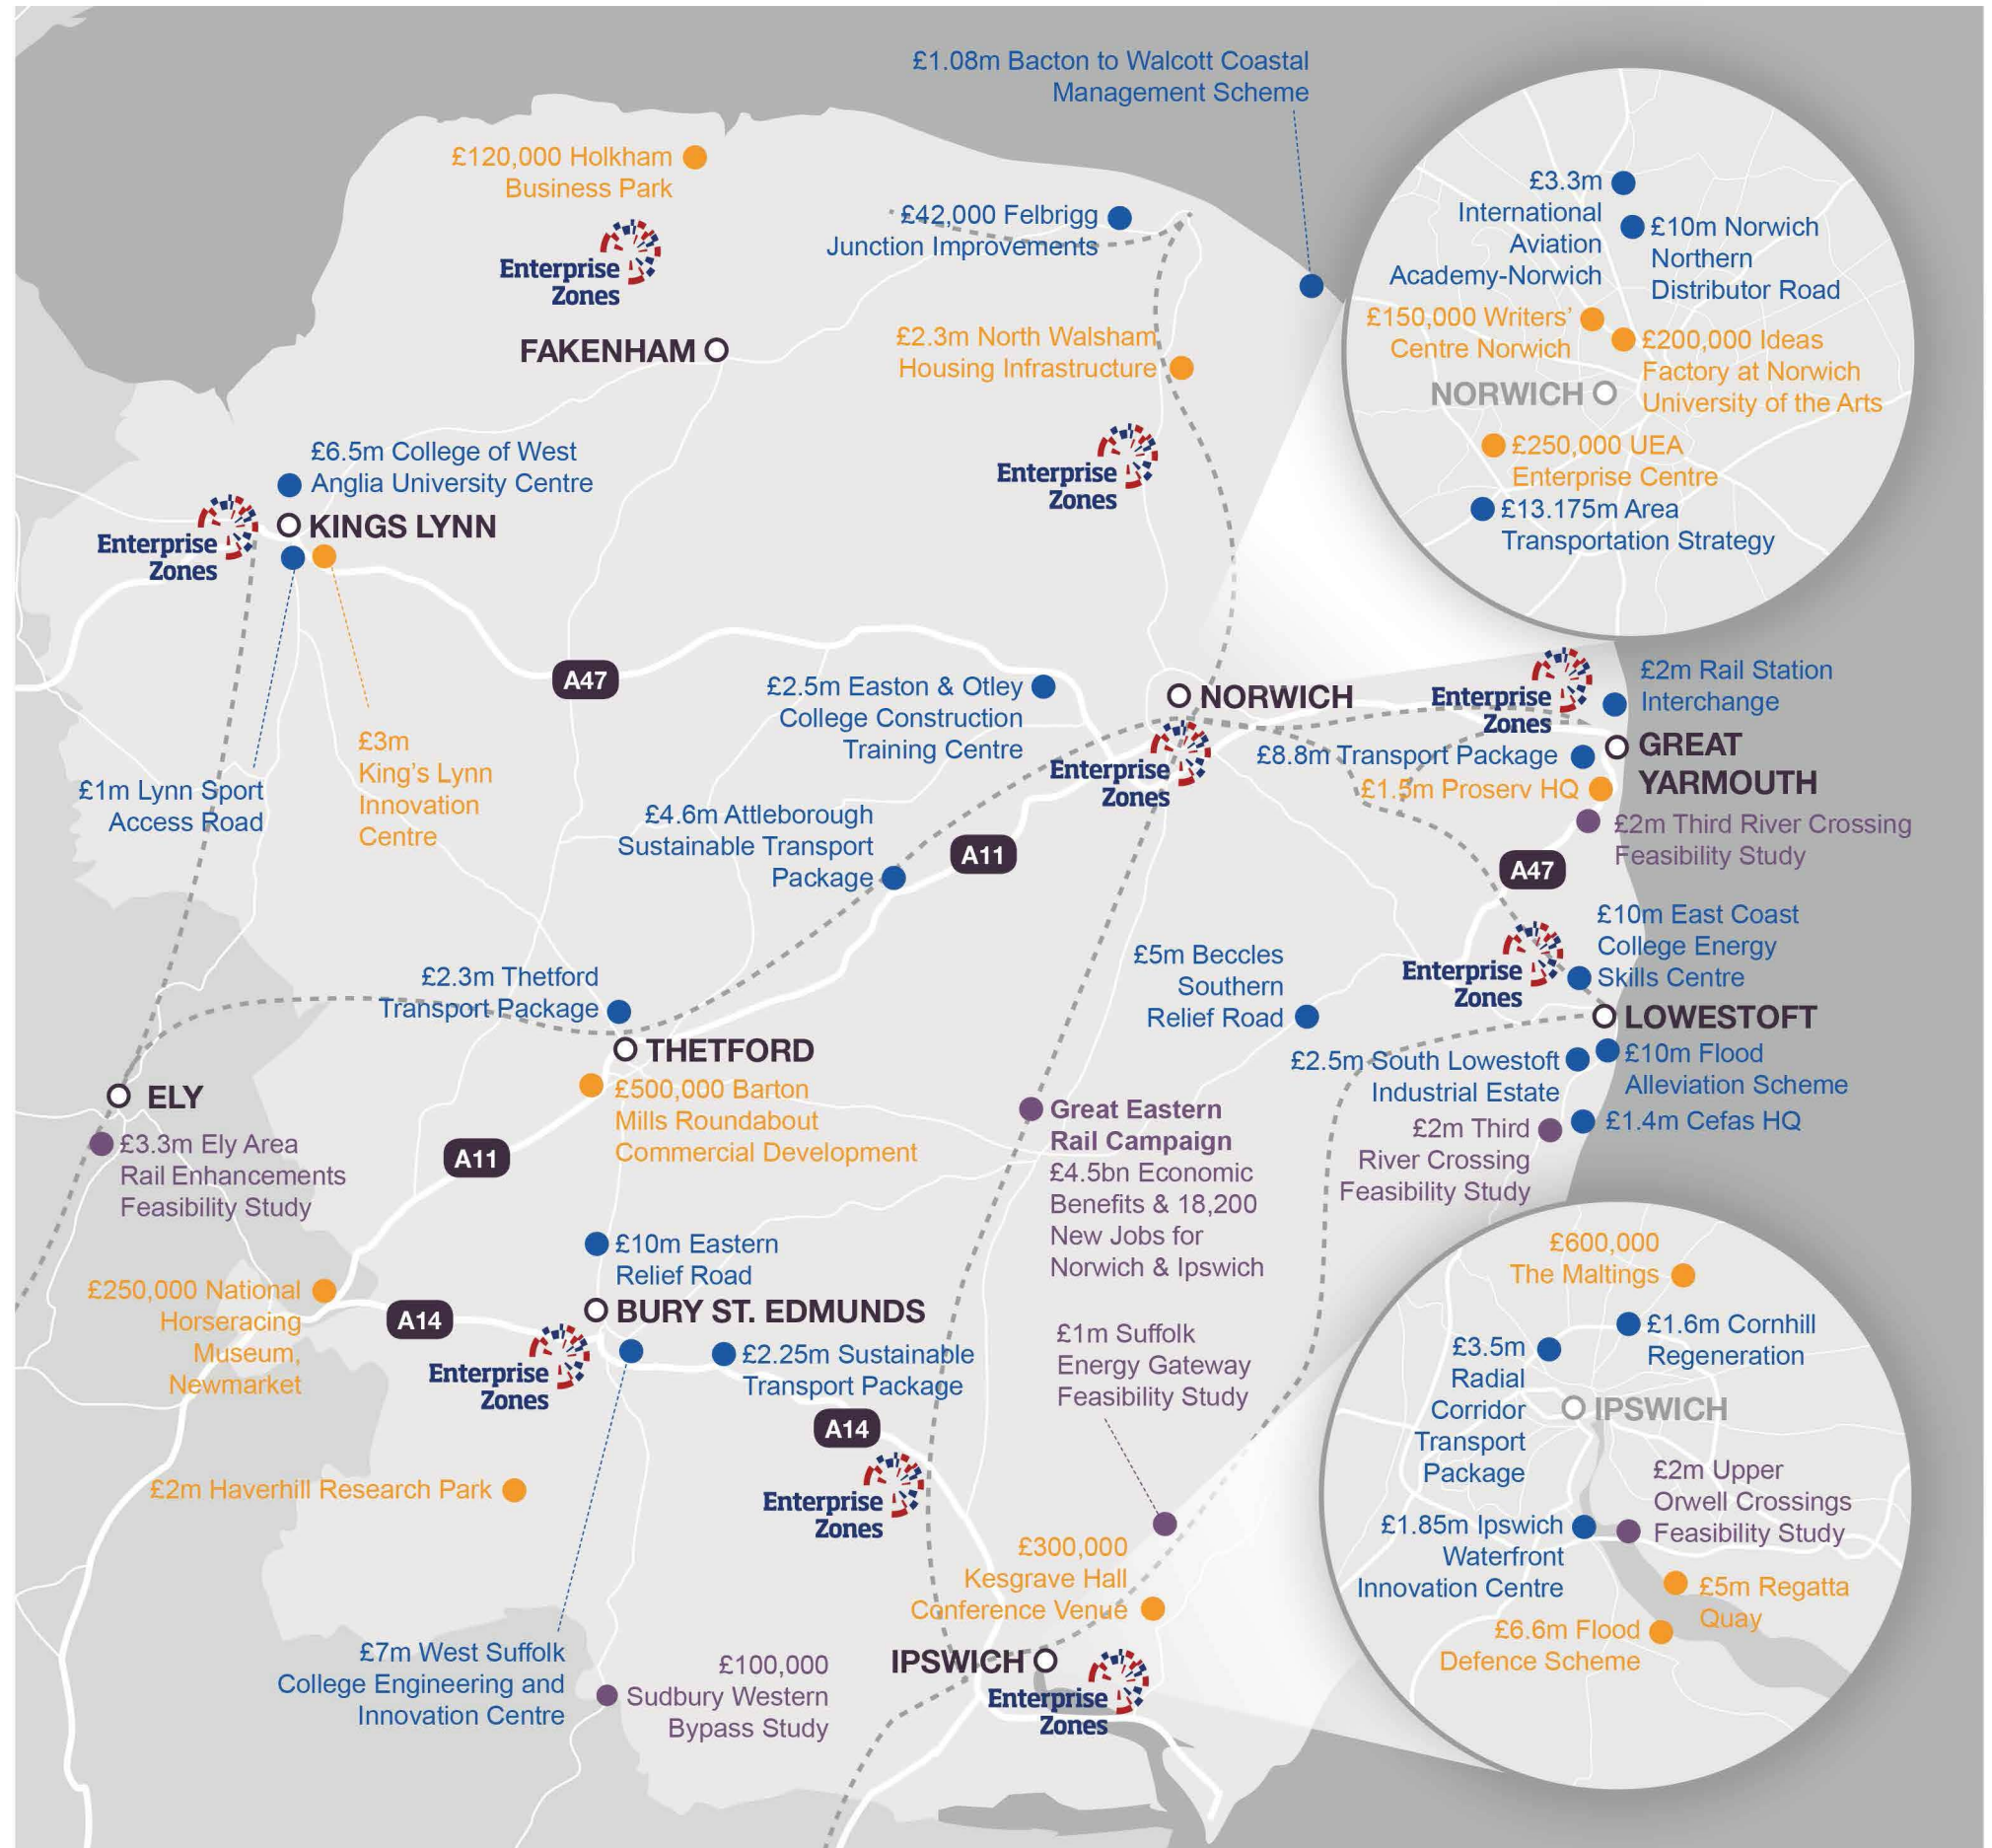 £1.08m Bacton to Walcott Coastal
Management Scheme
£120,000 Holkham
Business Park
£42,000 Felbrigg
Junction Improvements
Enterprise
Zones
FAKENHAM
£2.3m North Walsham
Housing Infrastructure
Enterprise
Zones
£3.3m
International
Aviation
Academy-Norwich
£10m Norwich
Northern
Distributor Road
£150,000 Writers’
Centre Norwich
£200,000 Ideas
Factory at Norwich
University of the Arts
NORWICH
£250,000 UEA
Enterprise Centre
£13.175m Area
Transportation Strategy
£6.5m College of West
Anglia University Centre
KINGS LYNN
Enterprise
Zones
A47
£1m Lynn Sport
Access Road
£3m
King’s Lynn
Innovation
Centre
£2.5m Easton & Otley
College Construction
Training Centre
NORWICH
Enterprise
Zones
Enterprise
Zones
£2m Rail Station
Interchange
£8.8m Transport Package
GREAT
YARMOUTH
£1.5m Proserv HQ
£2m Third River Crossing
Feasibility Study
£4.6m Attleborough
Sustainable Transport
Package
A11
A47
£10m East Coast
College Energy
Skills Centre
Enterprise
Zones
£5m Beccles
Southern
Relief Road
LOWESTOFT
£2.5m South Lowestoft
Industrial Estate
£10m Flood
Alleviation Scheme
£1.4m Cefas HQ
£2m Third
River Crossing
Feasibility Study
£2.3m Thetford
Transport Package
THETFORD
£500,000 Barton
Mills Roundabout
Commercial Development
ELY
£3.3m Ely Area
Rail Enhancements
Feasibility Study
A11
Great Eastern
Rail Campaign
£4.5bn Economic
Benefits & 18,200
New Jobs for
Norwich & Ipswich
£10m Eastern
Relief Road
£250,000 National
Horseracing
Museum,
Newmarket
A14
BURY ST. EDMUNDS
Enterprise
Zones
£2.25m Sustainable
Transport Package
A14
£1m Suffolk
Energy Gateway
Feasibility Study
£2m Haverhill Research Park
Enterprise
Zones
£300,000
Kesgrave Hall
Conference Venue
£7m West Suffolk
College Engineering and
Innovation Centre
£100,000
Sudbury Western
Bypass Study
IPSWICH
Enterprise
Zones
£600,000
The Maltings
£1.6m Cornhill
Regeneration
£3.5m
Radial
Corridor
Transport
Package
IPSWICH
£2m Upper
Orwell Crossings
Feasibility Study
£1.85m Ipswich
Waterfront
Innovation Centre
£5m Regatta
Quay
£6.6m Flood
Defence Scheme